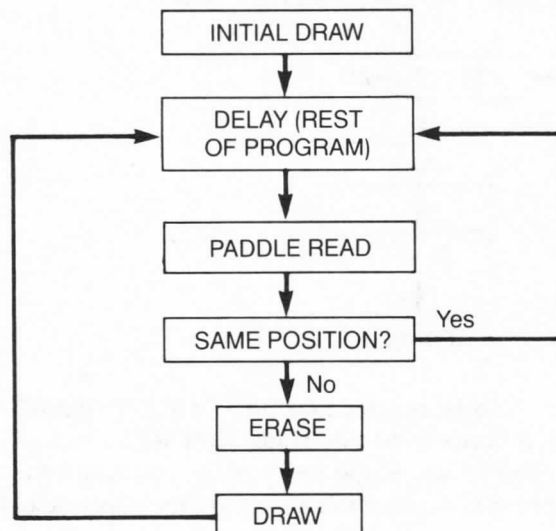 INITIAL DRAW
DELAY (REST
OF PROGRAM)
PADDLE READ
SAME POSITION?
Yes
No
ERASE
DRAW